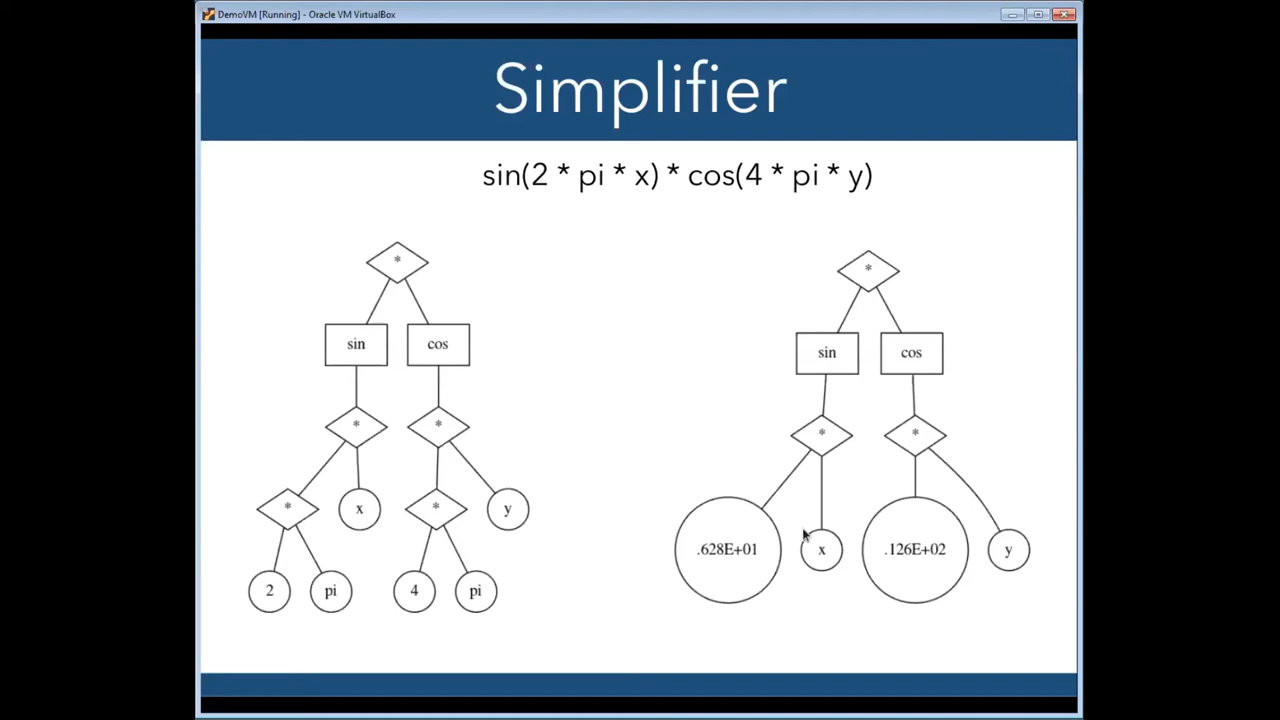 DemoVM [Running] - Oracle VM VirtualBox
Simplifier
sin(2 * pi * x) * cos(4 * pi * y)
* *
sin cos sin cos
* * * *
* x * y
.628E+01 x .126E+02 y
2 pi 4 pi